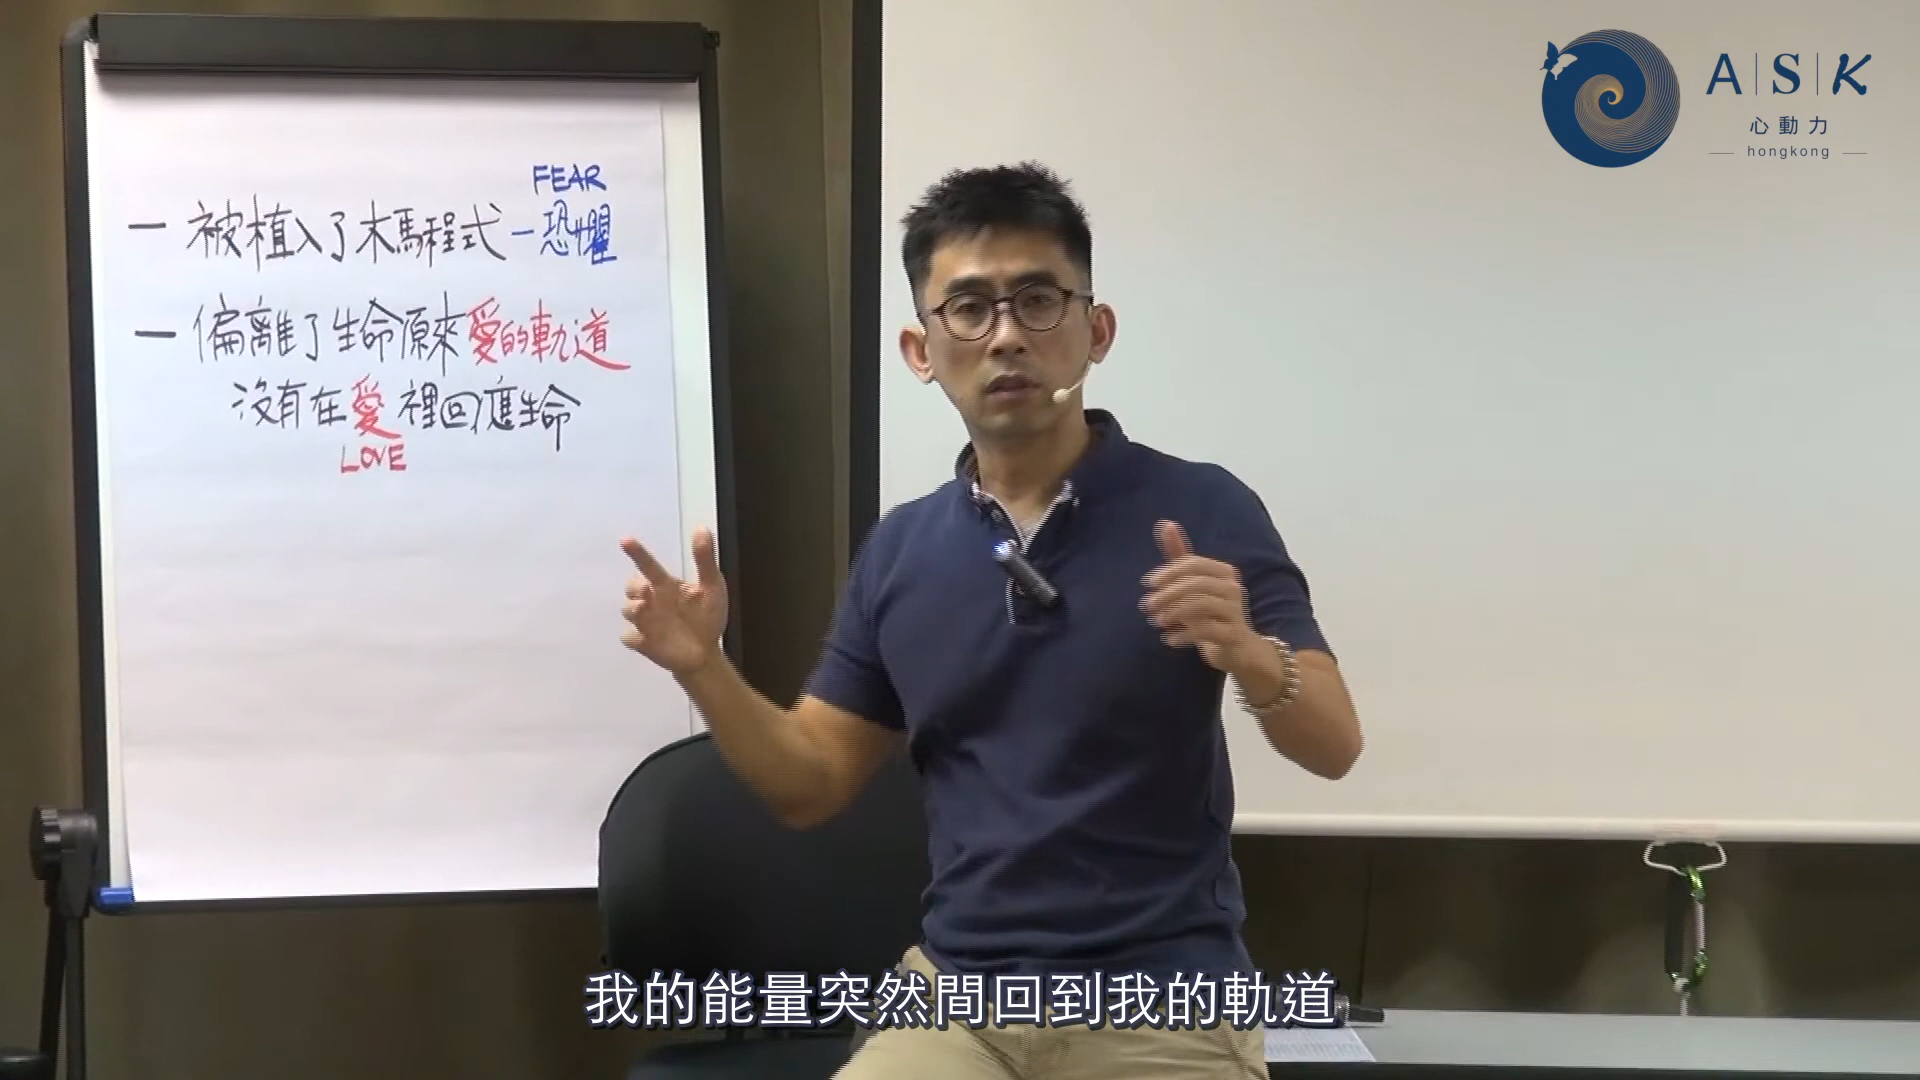 FEAR
一 被植入了木馬程式 — 恐懼
一 偏離了生命原來愛的軌道
沒有在愛裡回應生命
LOVE
A|S|K
心動力
hongkong
我的能量突然間回到我的軌道